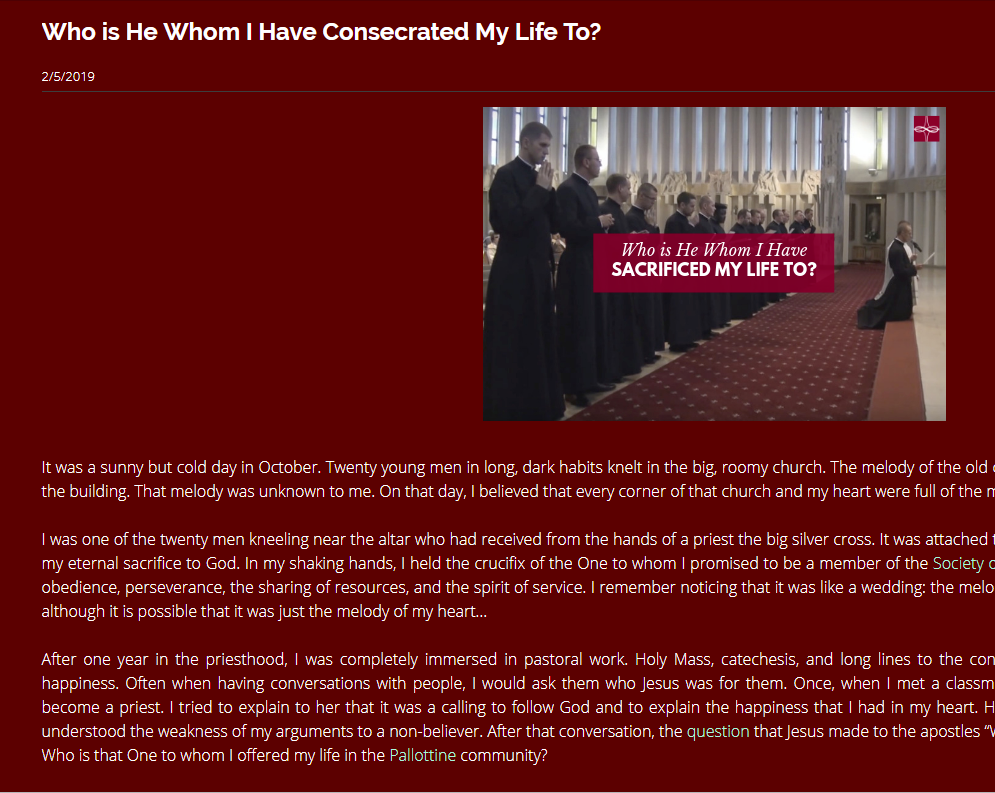 Who is He Whom I Have Consecrated My Life To?
2/5/2019
Who is He Whom I Have
SACRIFICED MY LIFE TO?
It was a sunny but cold day in October. Twenty young men in long, dark habits knelt in the big, roomy church. The melody of the old
the building. That melody was unknown to me. On that day, I believed that every corner of that church and my heart were full of the
I was one of the twenty men kneeling near the altar who had received from the hands of a priest the big silver cross. It was attached
my eternal sacrifice to God. In my shaking hands, I held the crucifix of the One to whom I promised to be a member of the Society
obedience, perseverance, the sharing of resources, and the spirit of service. I remember noticing that it was like a wedding: the
although it is possible that it was just the melody of my heart...
After one year in the priesthood, I was completely immersed in pastoral work. Holy Mass, catechesis, and long lines to the
happiness. Often when having conversations with people, I would ask them who Jesus was for them. Once, when I met a
become a priest. I tried to explain to her that it was a calling to follow God and to explain the happiness that I had in my heart.
understood the weakness of my arguments to a non-believer. After that conversation, the question that Jesus made to the apostles
Who is that One to whom I offered my life in the Pallottine community?